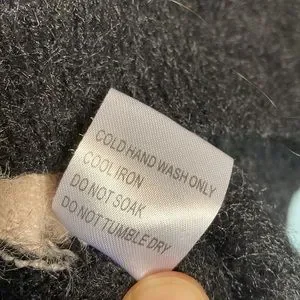 COLD HAND WASH ONLY
COOL IRON
DO NOT SOAK
DO NOT TUMBLE DRY